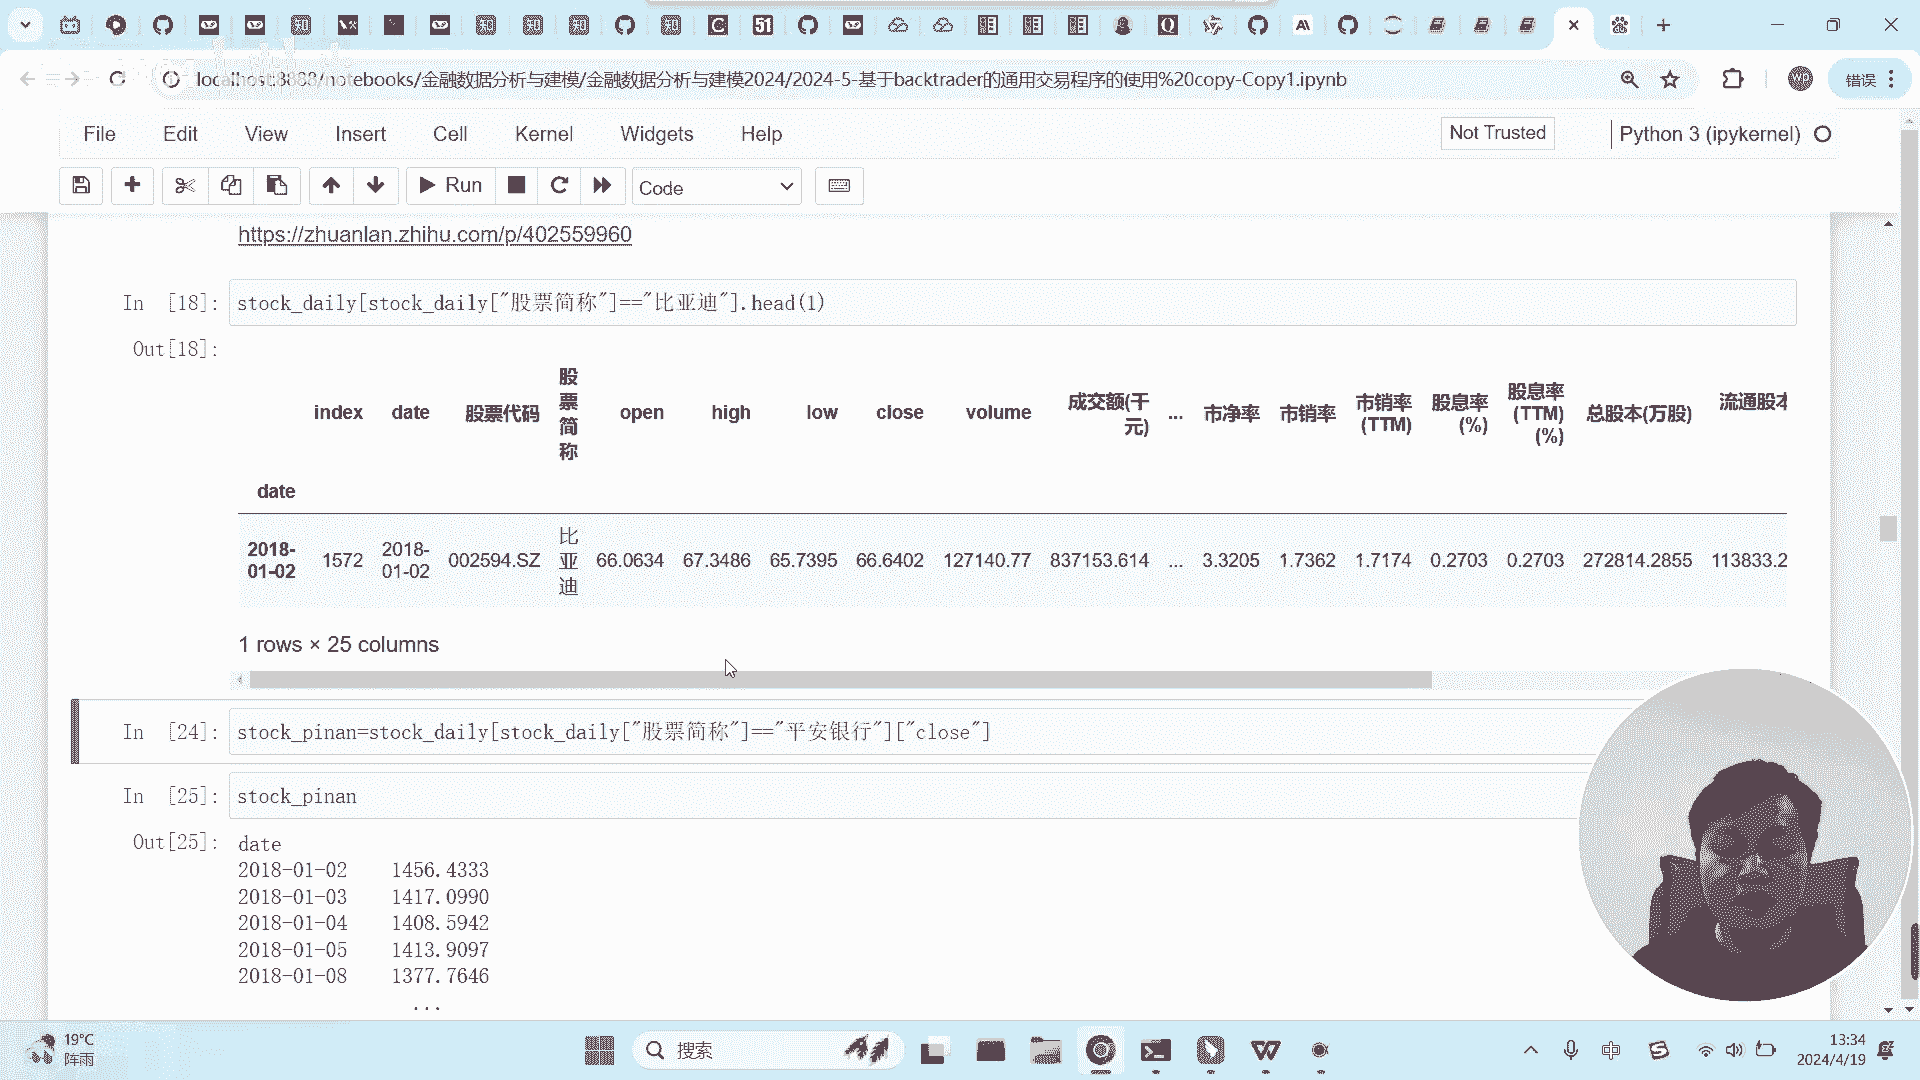 localhost:8888/notebooks/金融数据分析与建模/金融数据分析与建模2024/2024-5-基于backtrader的通用交易程序的使用%20copy-Copy1.ipynb
错误
File Edit View Insert Cell Kernel Widgets Help
Not Trusted
Python 3 (ipykernel)
Run
Code
https://zhuanlan.zhihu.com/p/402559960
In [18]: stock_daily[stock_daily["股票简称"]=="比亚迪"].head(1)
Out[18]:
index date 股票代码 股票简称 open high low close volume 成交额(千元) ... 市净率 市销率 市销率(TTM) 股息率(%) 股息率(TTM)(%) 总股本(万股) 流通股本
date
2018-01-02 1572 2018-01-02 002594.SZ 比亚迪 66.0634 67.3486 65.7395 66.6402 127140.77 837153.614 ... 3.3205 1.7362 1.7174 0.2703 0.2703 272814.2855 113833.2
1 rows × 25 columns
In [24]: stock_pinan=stock_daily[stock_daily["股票简称"]=="平安银行"]["close"]
In [25]: stock_pinan
Out[25]: date
2018-01-02 1456.4333
2018-01-03 1417.0990
2018-01-04 1408.5942
2018-01-05 1413.9097
2018-01-08 1377.7646
...
19°C
阵雨
搜索
中
13:34
2024/4/19